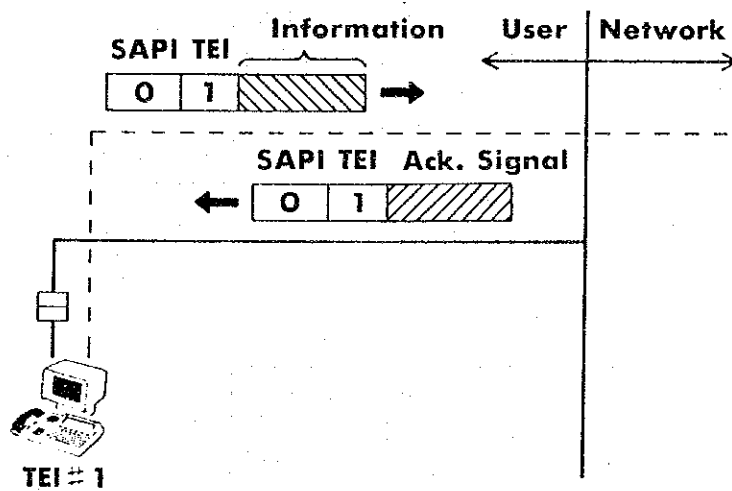 Information
User Network
SAPI TEI
0 1
SAPI TEI Ack. Signal
0 1
TEI # 1